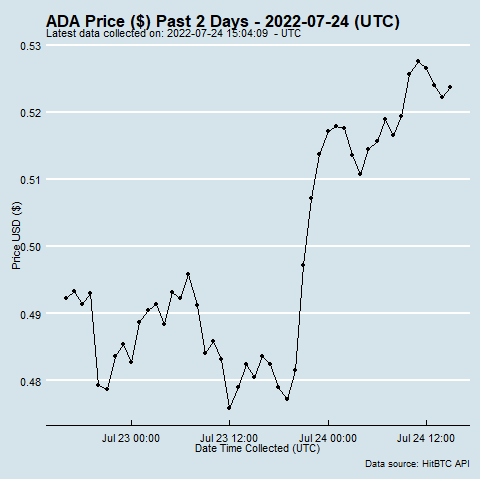 ADA Price ($) Past 2 Days - 2022-07-24 (UTC)
Latest data collected on: 2022-07-24 15:04:09 - UTC
0.53
0.52
0.51
0.50
0.49
0.48
Price USD ($)
Jul 23 00:00
Jul 23 12:00
Jul 24 00:00
Jul 24 12:00
Date Time Collected (UTC)
Data source: HitBTC API